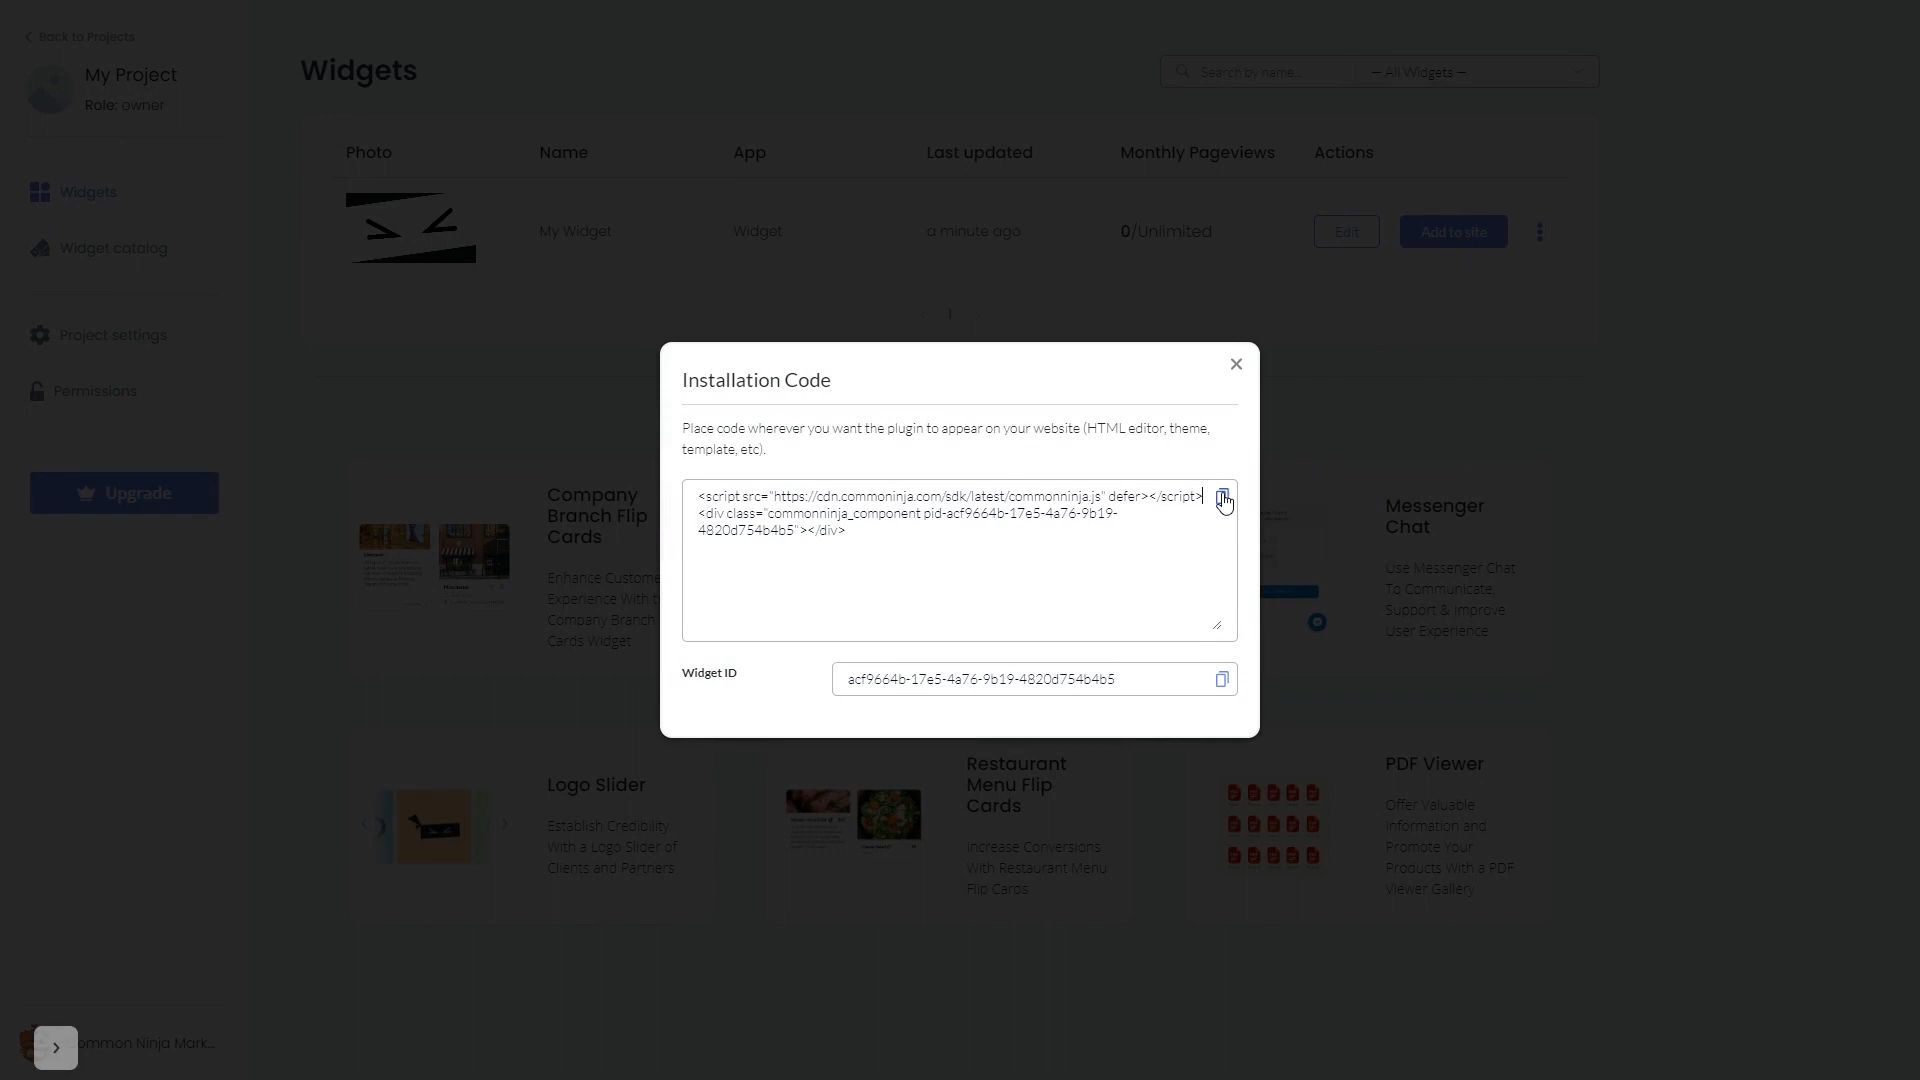 Back to Projects
My Project
Role: owner
Widgets
Widget catalog
Project settings
Permissions
Upgrade
Widgets
Search by name...
— All Widgets —
Photo
Name
App
Last updated
Monthly Pageviews
Actions
My Widget
Widget
a minute ago
0/Unlimited
Edit
Add to site
1
Installation Code
Place code wherever you want the plugin to appear on your website (HTML editor, theme,
template, etc).
<script src="https://cdn.commoninja.com/sdk/latest/commonninja.js" defer></script>
<div class="commonninja_component pid-acf9664b-17e5-4a76-9b19-
4820d754b4b5"></div>
Widget ID
acf9664b-17e5-4a76-9b19-4820d754b4b5
Company
Branch Flip
Cards
Enhance Custome
Experience With
Company Branch
Cards Widget
Messenger
Chat
Use Messenger Chat
To Communicate,
Support & Improve
User Experience
Logo Slider
Establish Credibility
With a Logo Slider of
Clients and Partners
Restaurant
Menu Flip
Cards
Increase Conversions
With Restaurant Menu
Flip Cards
PDF Viewer
Offer Valuable
Information and
Promote Your
Products With a PDF
Viewer Gallery
ommon Ninja Mark...